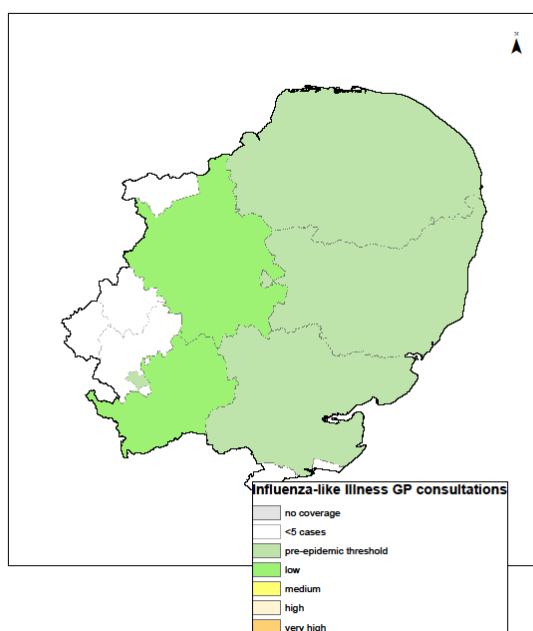 Influenza-like Illness GP consultations
no coverage
<5 cases
pre-epidemic threshold
low
medium
high
very high